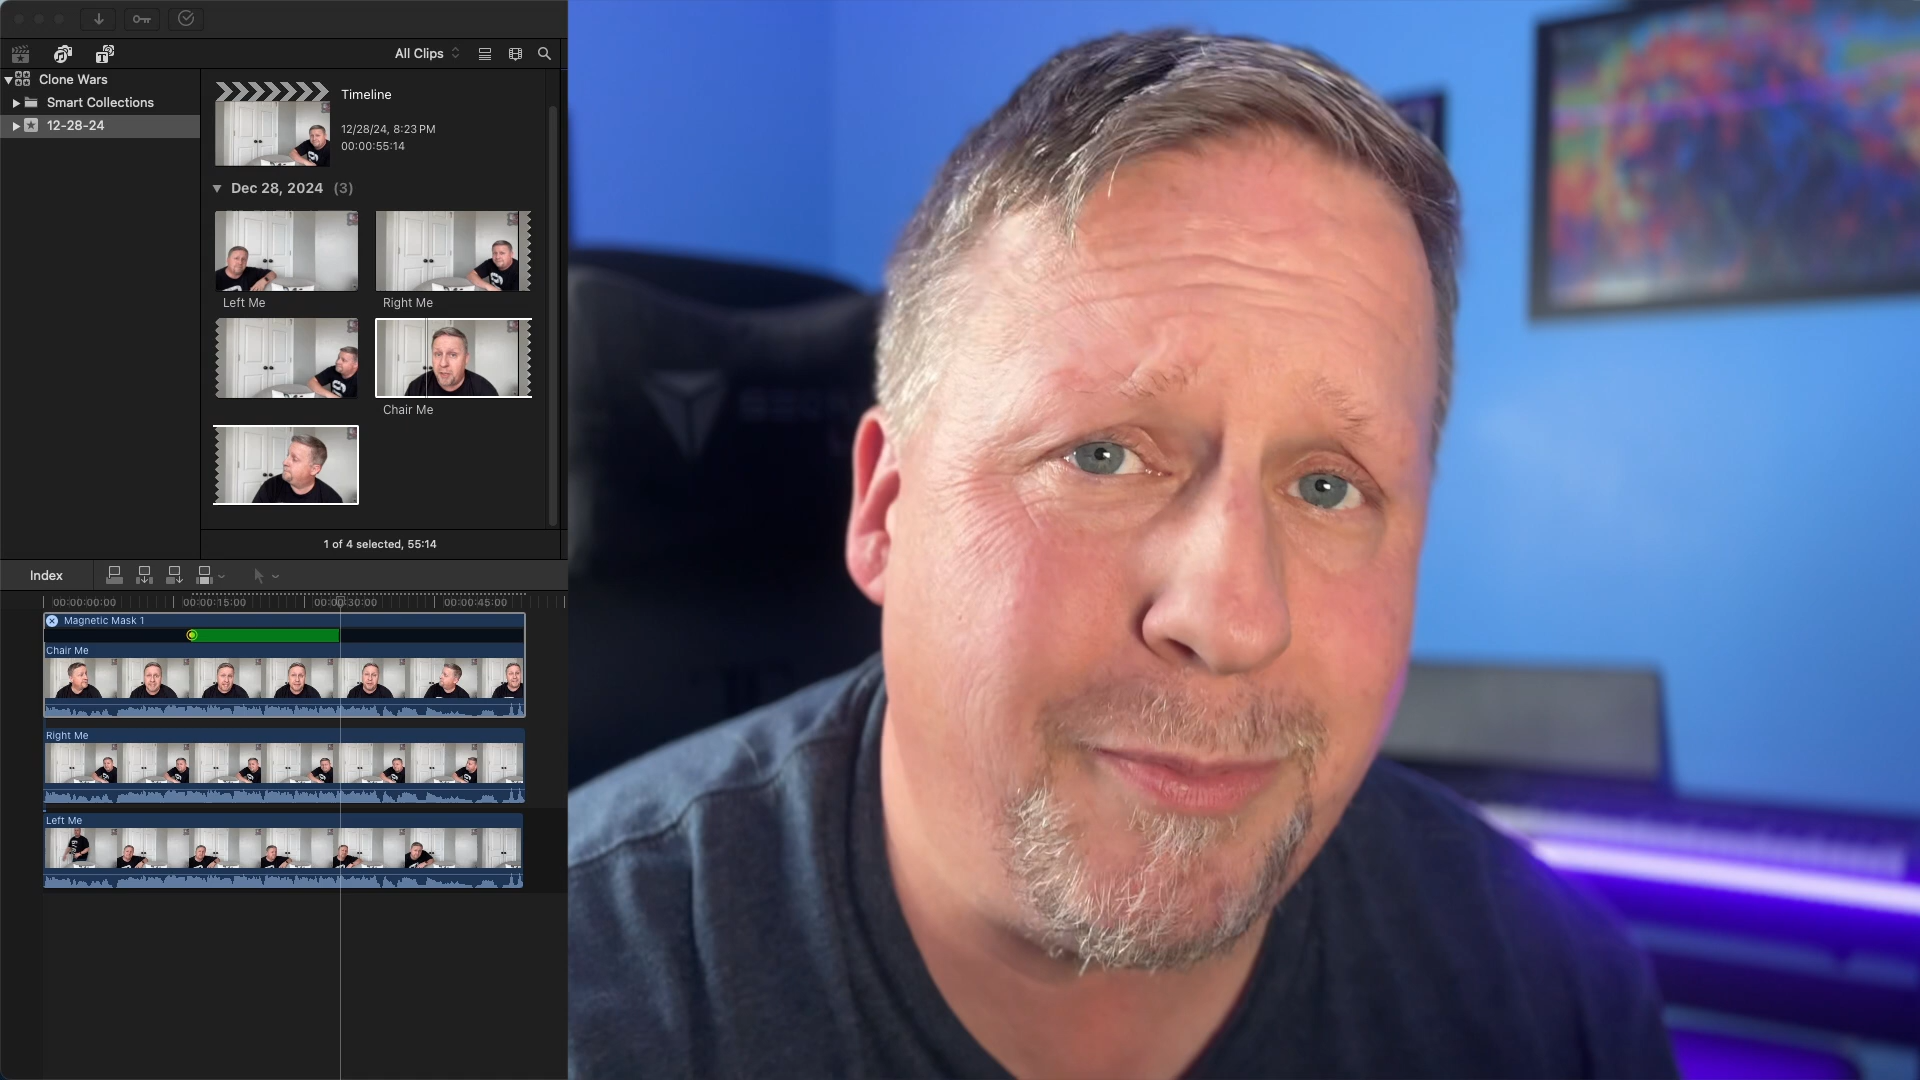 All Clips
Clone Wars
Smart Collections
12-28-24
Timeline
12/28/24, 8:23 PM
00:00:55:14
Dec 28, 2024 (3)
Left Me
Right Me
Chair Me
1 of 4 selected, 55:14
Index
00:00:00:00
00:00:15:00
00:00:30:00
00:00:45:00
Magnetic Mask 1
Chair Me
Right Me
Left Me